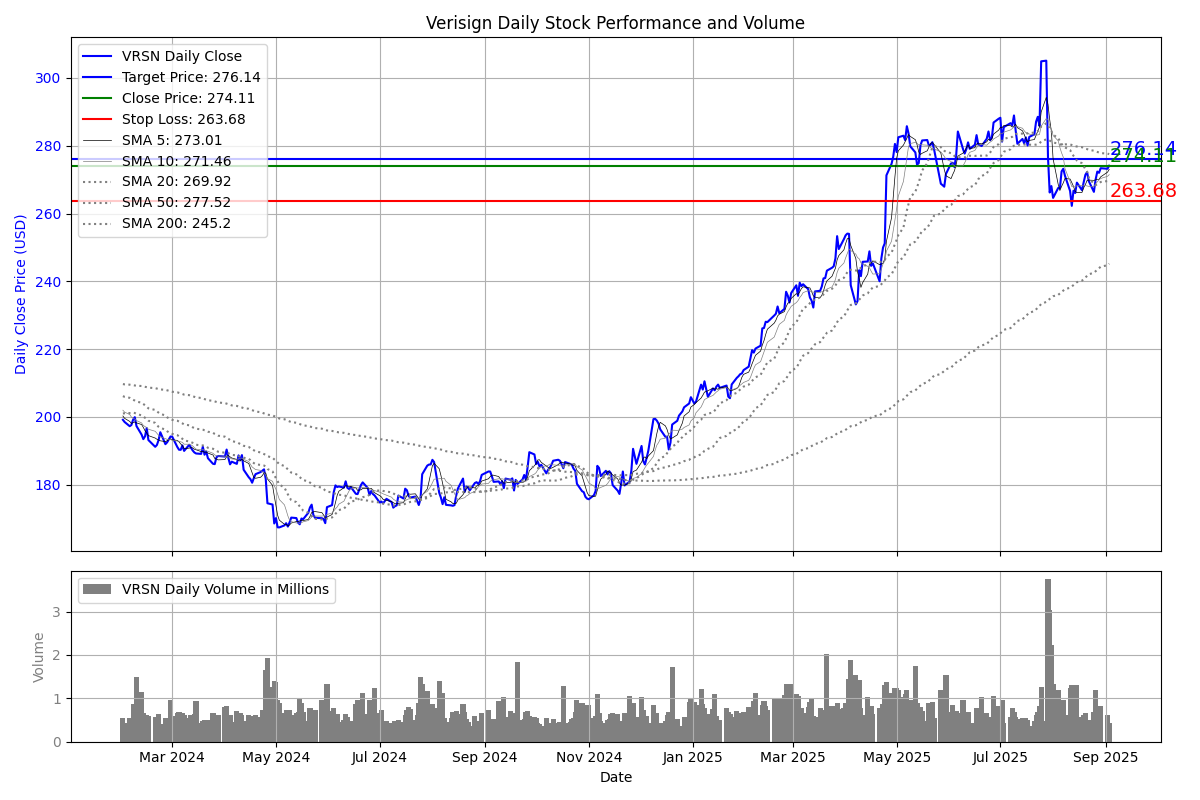 Verisign Daily Stock Performance and Volume
VRSN Daily Close
Target Price: 276.14
Close Price: 274.11
Stop Loss: 263.68
SMA 5: 273.01
SMA 10: 271.46
SMA 20: 269.92
SMA 50: 277.52
SMA 200: 245.2
Daily Close Price (USD)
300
280
260
240
220
200
180
276.14
274.11
263.68
VRSN Daily Volume in Millions
Volume
3
2
1
0
Mar 2024 May 2024 Jul 2024 Sep 2024 Nov 2024 Jan 2025 Mar 2025 May 2025 Jul 2025 Sep 2025
Date